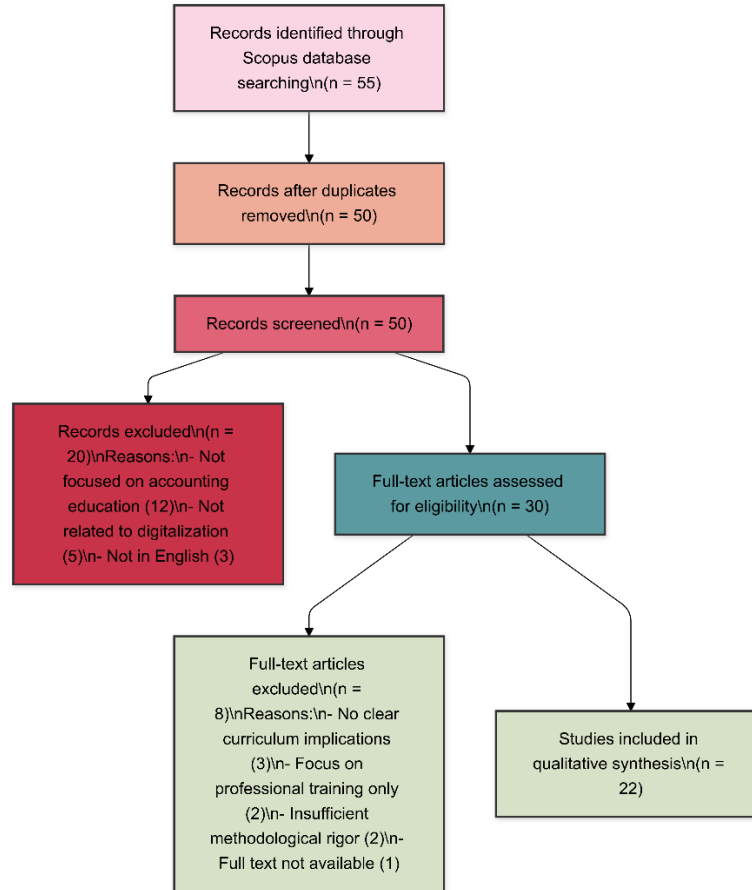 Records identified through
Scopus database
searching\n(n = 55)
Records after duplicates
removed\n(n = 50)
Records screened\n(n = 50)
Records excluded\n(n =
20)\nReasons:\n- Not
focused on accounting
education (12)\n- Not
related to digitalization
(5)\n- Not in English (3)
Full-text articles assessed
for eligibility\n(n = 30)
Full-text articles
excluded\n(n =
8)\nReasons:\n- No clear
curriculum implications
(3)\n- Focus on
professional training only
(2)\n- Insufficient
methodological rigor (2)\n-
Full text not available (1)
Studies included in
qualitative synthesis\n(n =
22)